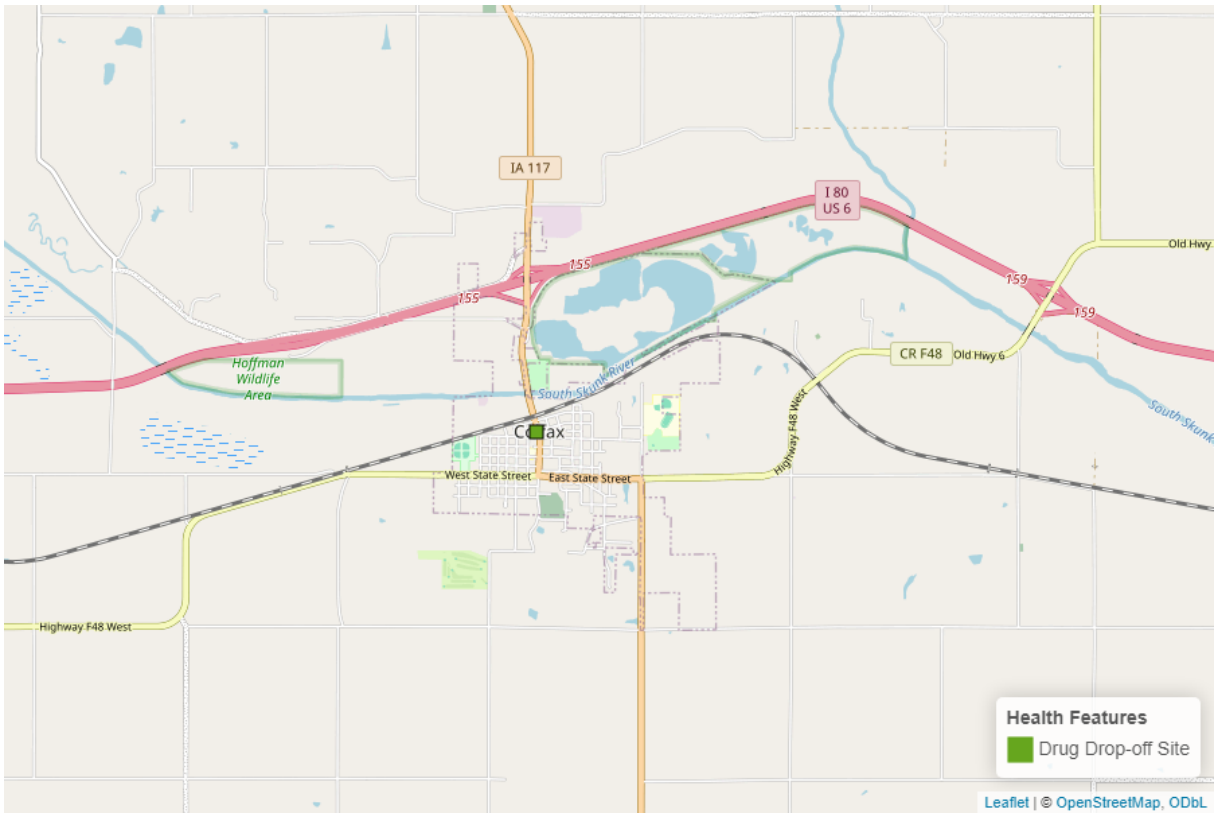 IA 117
I 80
US 6
Old Hwy
155
155
159
159
Hoffman
Wildlife
Area
CR F48
Old Hwy 6
South Skunk River
South Skunk
Highway F48 West
Colfax
West State Street
East State Street
Highway F48 West
Health Features
Drug Drop-off Site
Leaflet | © OpenStreetMap, ODbL